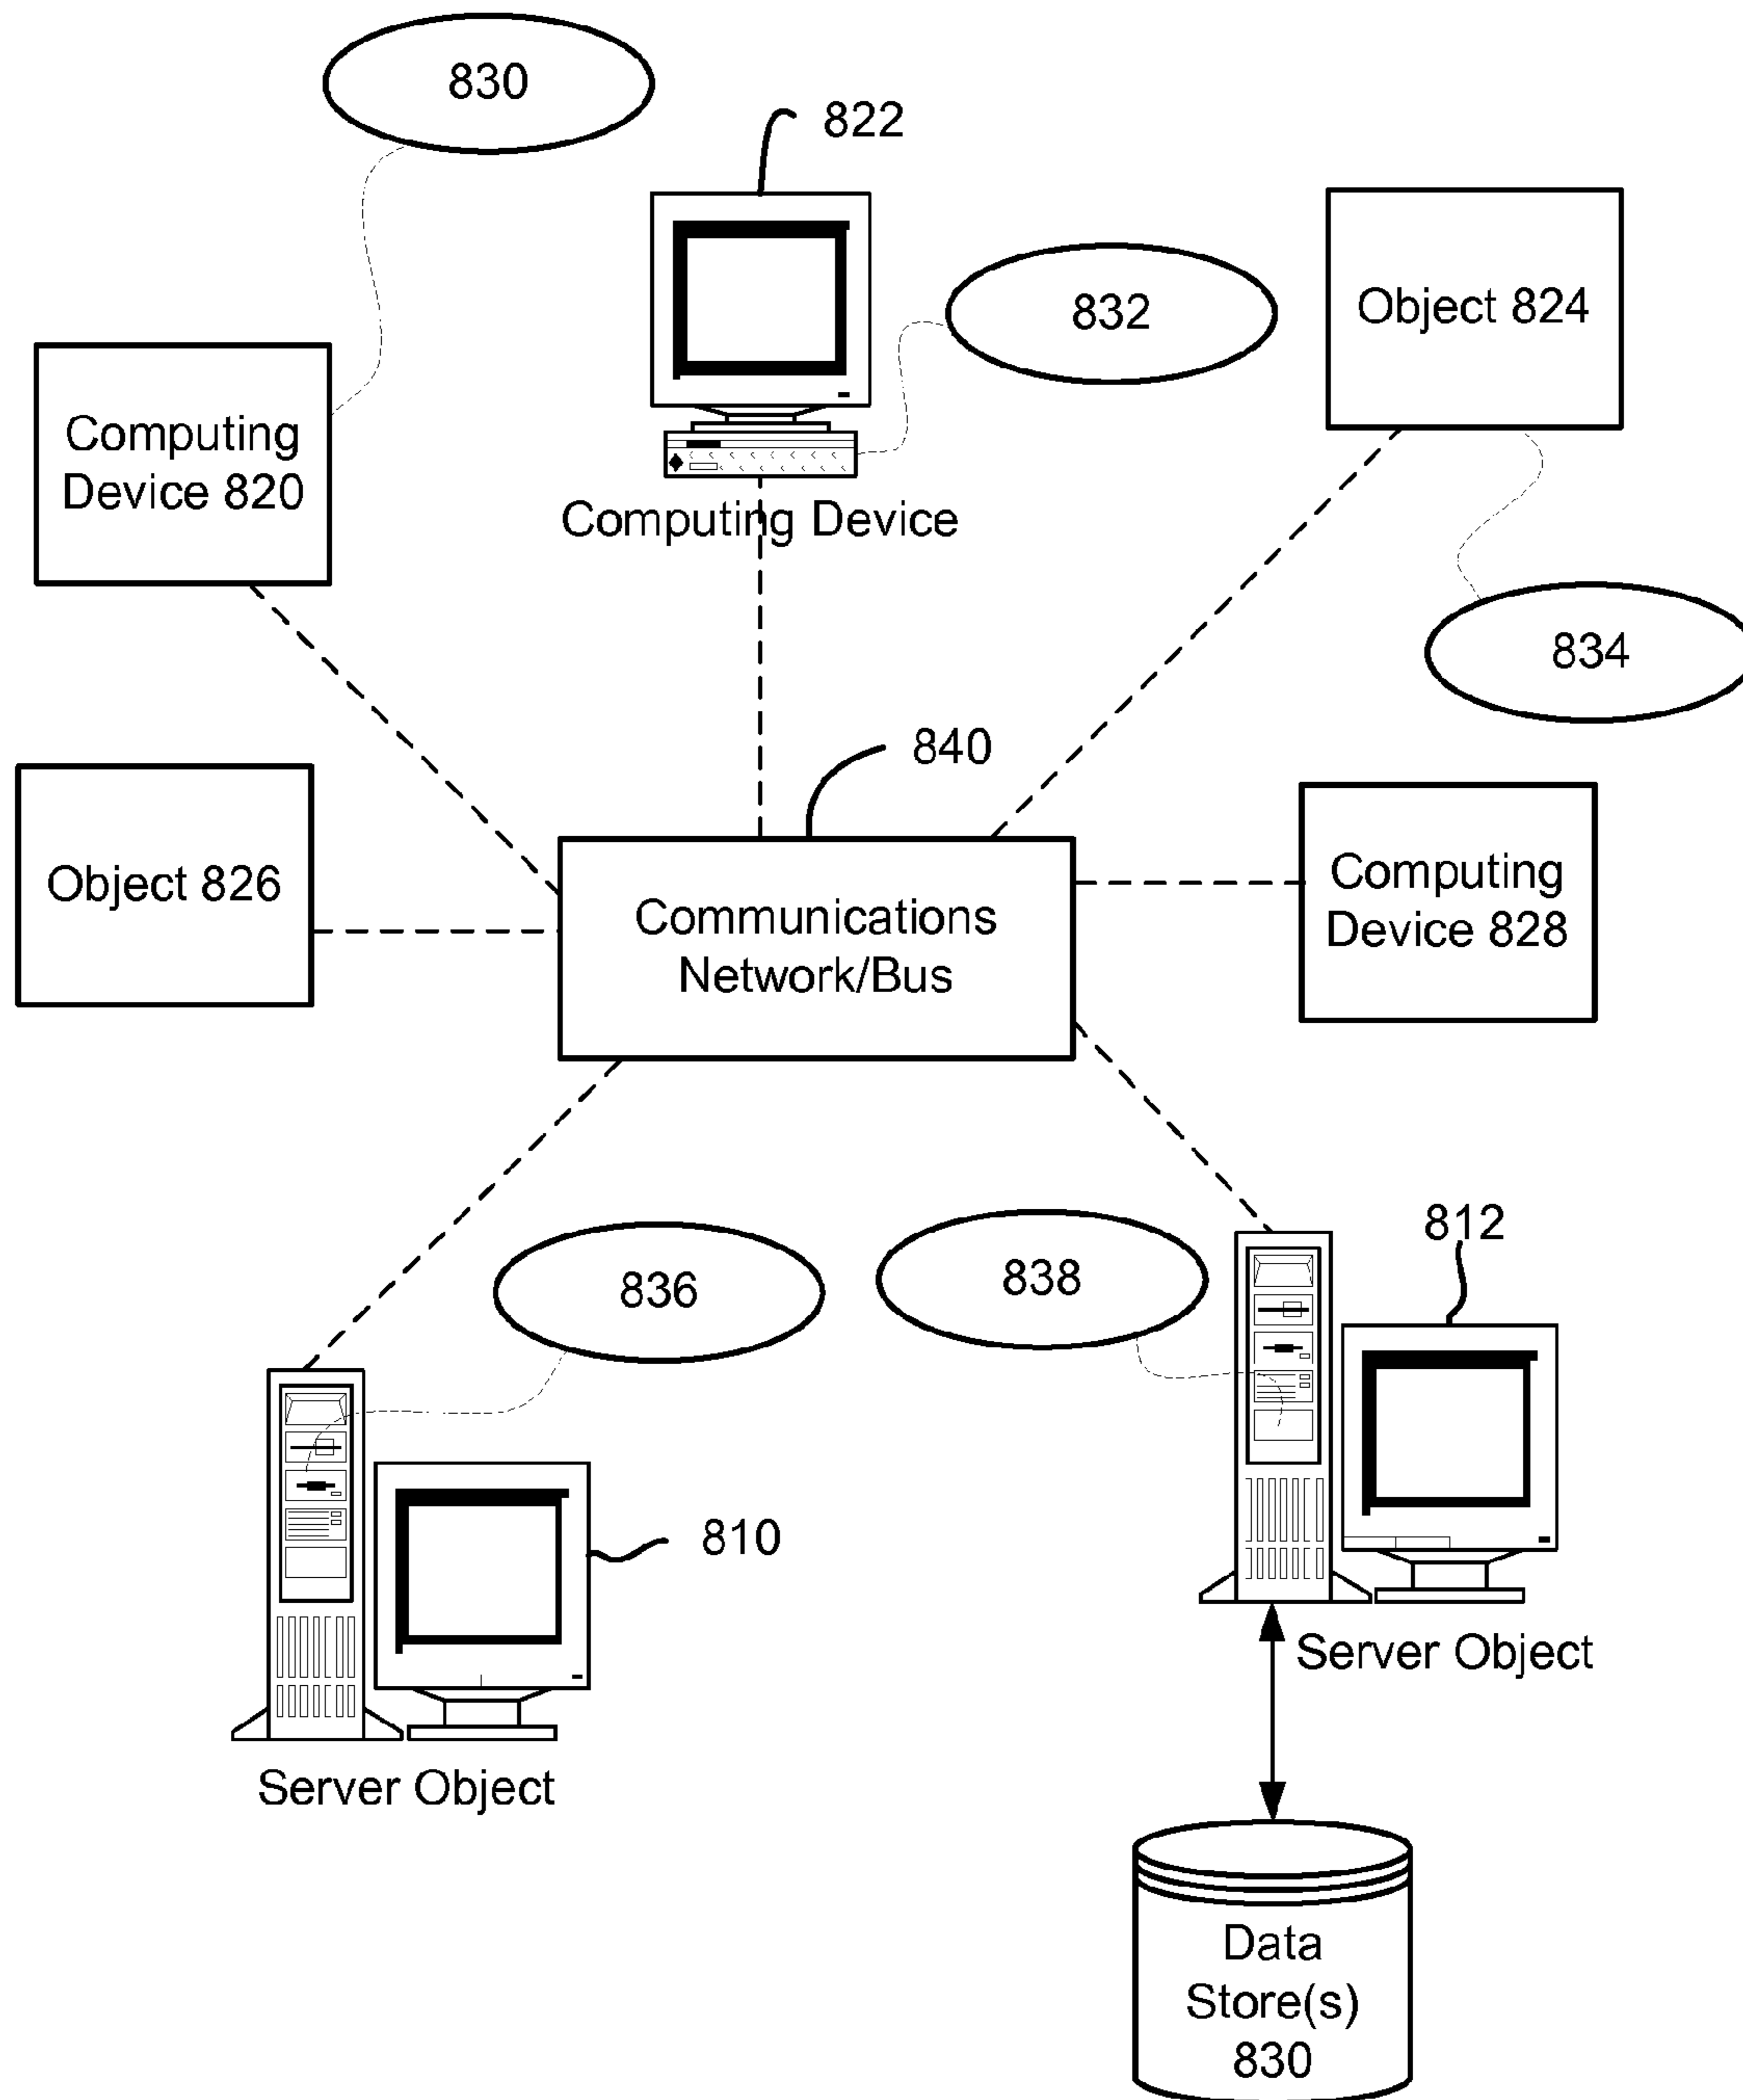 830
822
832
Object 824
Computing
Device 820
Computing Device
834
840
Object 826
Communications
Network/Bus
Computing
Device 828
836
838
812
810
Server Object
Server Object
Data
Store(s)
830